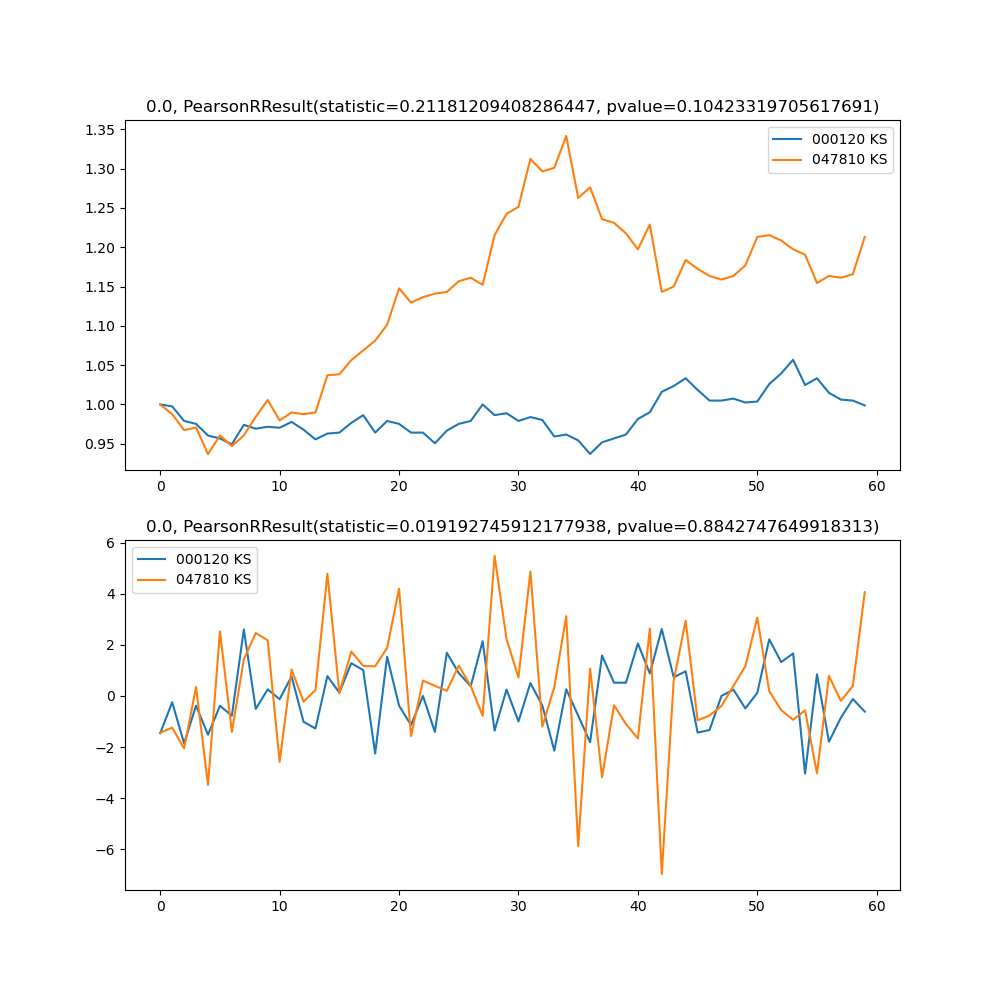 0.0, PearsonRResult(statistic=0.21181209408286447, pvalue=0.10423319705617691)
000120 KS
047810 KS
1.35
1.30
1.25
1.20
1.15
1.10
1.05
1.00
0.95
0 10 20 30 40 50 60
0.0, PearsonRResult(statistic=0.019192745912177938, pvalue=0.8842747649918313)
000120 KS
047810 KS
6
4
2
0
−2
−4
−6
0 10 20 30 40 50 60